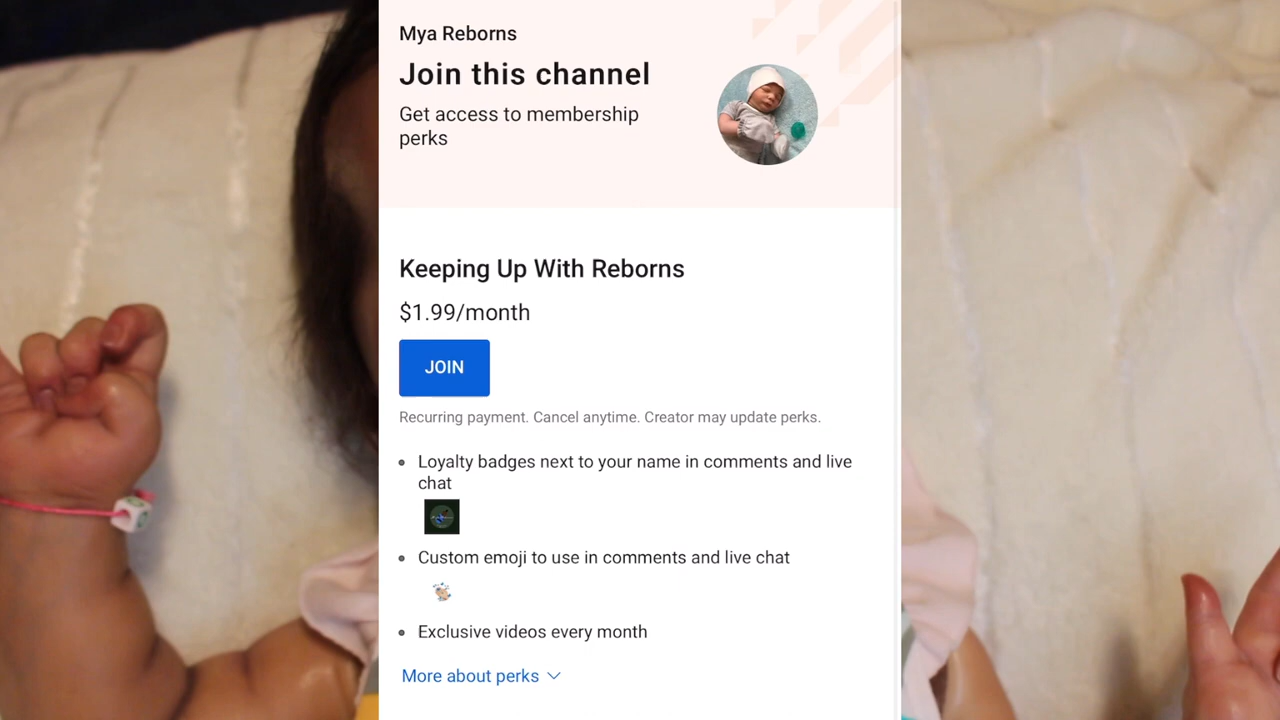 Mya Reborns
Join this channel
Get access to membership
perks
Keeping Up With Reborns
$1.99/month
JOIN
Recurring payment. Cancel anytime. Creator may update perks.
Loyalty badges next to your name in comments and live
chat
Custom emoji to use in comments and live chat
Exclusive videos every month
More about perks